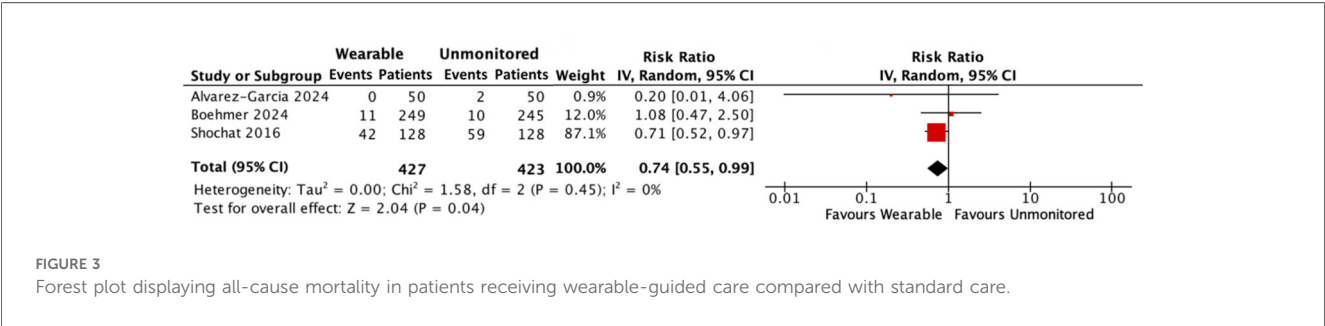 Wearable Unmonitored Risk Ratio Risk Ratio
Study or Subgroup Events Patients Events Patients Weight IV, Random, 95% CI IV, Random, 95% CI
Alvarez-Garcia 2024 0 50 2 50 0.9% 0.20 [0.01, 4.06]
Boehmer 2024 11 249 10 245 12.0% 1.08 [0.47, 2.50]
Shochat 2016 42 128 59 128 87.1% 0.71 [0.52, 0.97]
Total (95% CI) 427 423 100.0% 0.74 [0.55, 0.99]
Heterogeneity: Tau² = 0.00; Chi² = 1.58, df = 2 (P = 0.45); I² = 0%
Test for overall effect: Z = 2.04 (P = 0.04)
0.01 0.1 1 10 100
Favours Wearable Favours Unmonitored
FIGURE 3
Forest plot displaying all-cause mortality in patients receiving wearable-guided care compared with standard care.